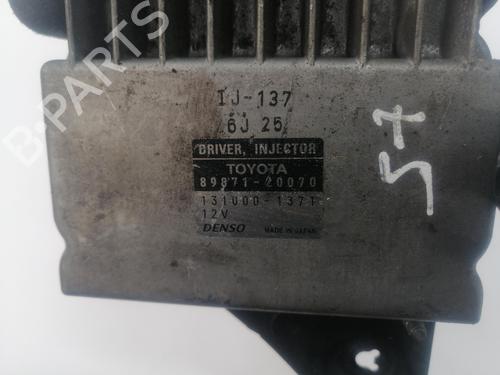 IJ-137
6J 25
DRIVER, INJECTOR
TOYOTA
89871-20070
131000-1371
12V
DENSO MADE IN JAPAN
57
B-PARTS